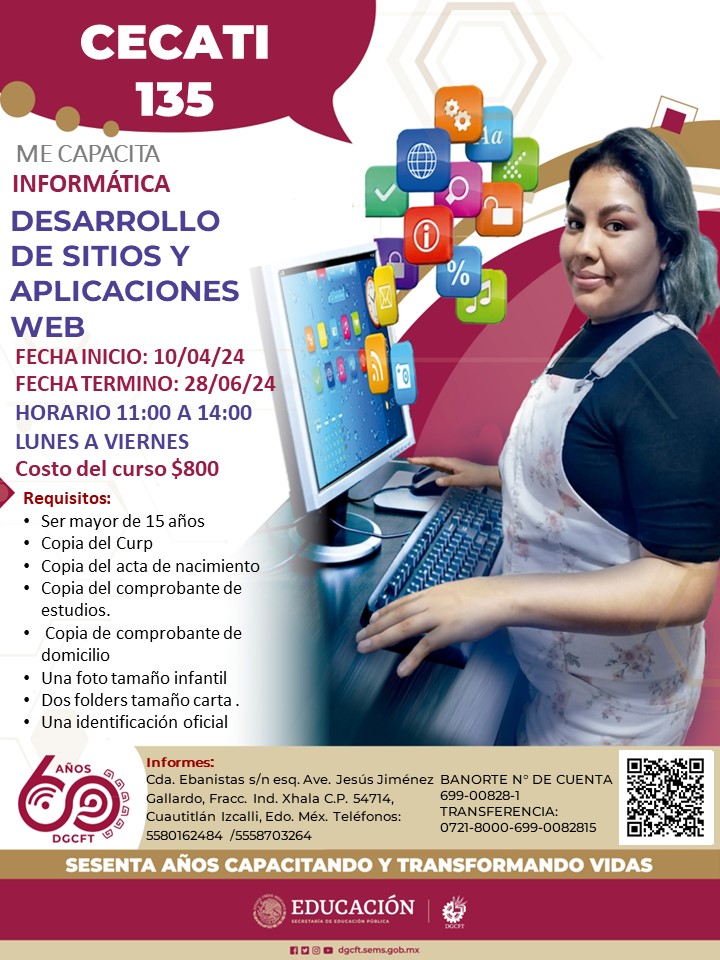 CECATI
135
ME CAPACITA
INFORMÁTICA
DESARROLLO
DE SITIOS Y
APLICACIONES
WEB
FECHA INICIO: 10/04/24
FECHA TERMINO: 28/06/24
HORARIO 11:00 A 14:00
LUNES A VIERNES
Costo del curso $800
Requisitos:
• Ser mayor de 15 años
• Copia del Curp
• Copia del acta de nacimiento
• Copia del comprobante de
estudios.
• Copia de comprobante de
domicilio
• Una foto tamaño infantil
• Dos folders tamaño carta .
• Una identificación oficial
Aa
%
AÑOS
60
DGCFT
Informes:
Cda. Ebanistas s/n esq. Ave. Jesús Jiménez
Gallardo, Fracc. Ind. Xhala C.P. 54714,
Cuautitlán Izcalli, Edo. Méx. Teléfonos:
5580162484 /5558703264
BANORTE N° DE CUENTA
699-00828-1
TRANSFERENCIA:
0721-8000-699-0082815
SESENTA AÑOS CAPACITANDO Y TRANSFORMANDO VIDAS
EDUCACIÓN
SECRETARÍA DE EDUCACIÓN PÚBLICA
DGCFT
dgcft.sems.gob.mx